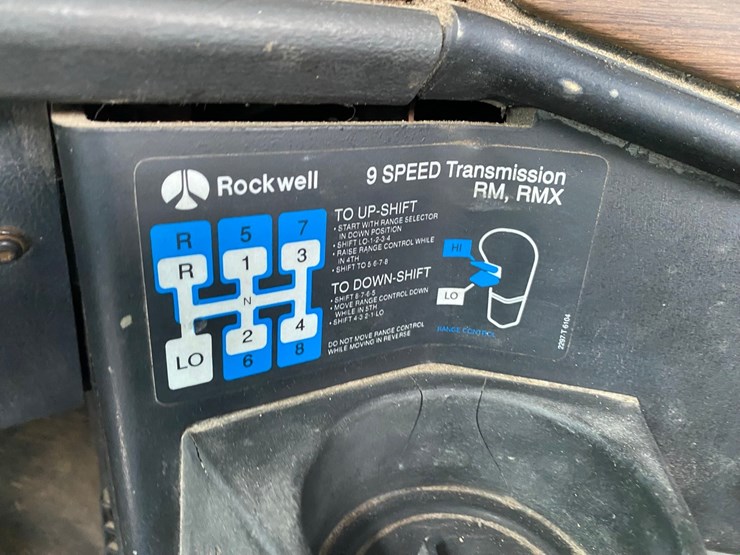 Rockwell
9 SPEED Transmission
RM, RMX
R 5 7
R 1 3
N
LO 2 4
6 8
TO UP-SHIFT
• START WITH RANGE SELECTOR
IN DOWN POSITION
• SHIFT LO-1-2-3-4
• RAISE RANGE CONTROL WHILE
IN 4TH
• SHIFT TO 5-6-7-8
TO DOWN-SHIFT
• SHIFT 8-7-6-5
• MOVE RANGE CONTROL DOWN
WHILE IN 5TH
• SHIFT 4-3-2-1-LO
DO NOT MOVE RANGE CONTROL
WHILE MOVING IN REVERSE
HI
LO
RANGE CONTROL
2297-T 6104